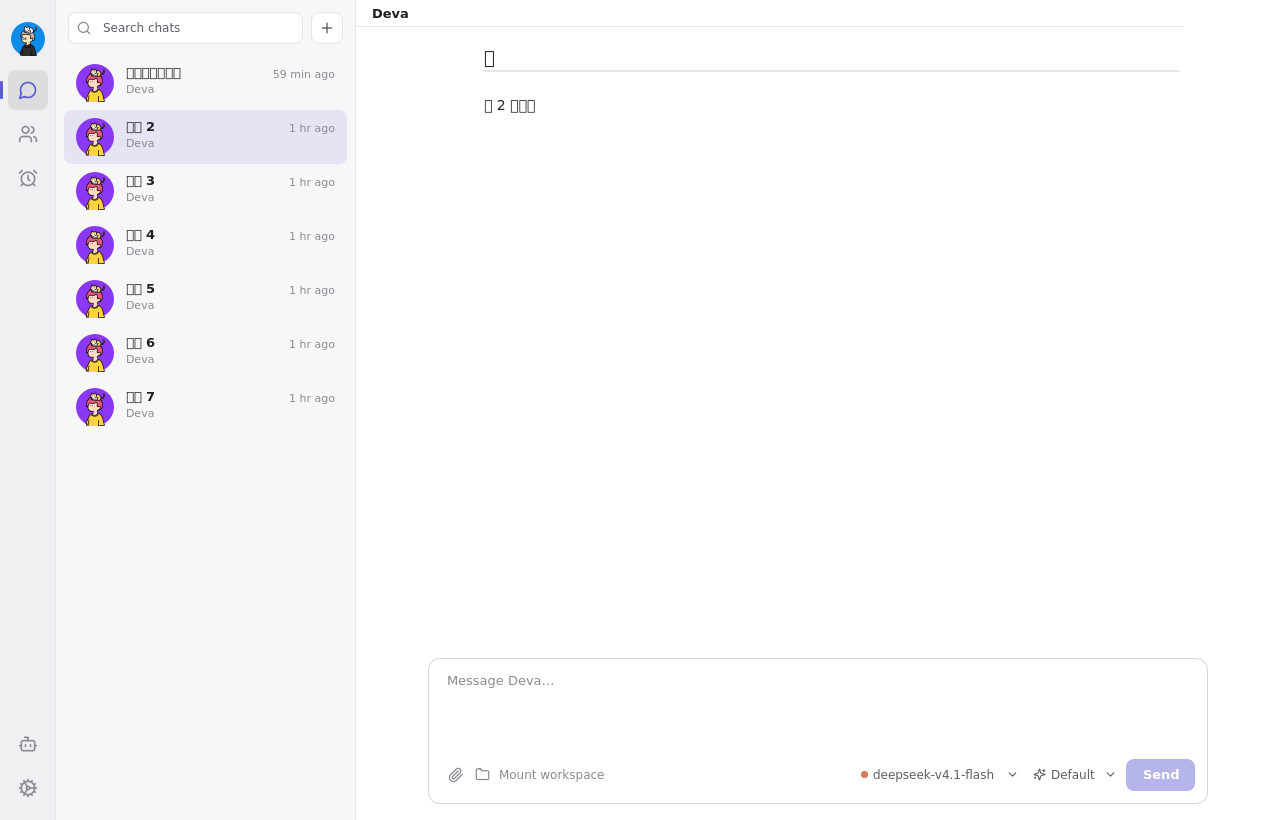 Search chats
59 min ago
Deva
2
1 hr ago
Deva
3
1 hr ago
Deva
4
1 hr ago
Deva
5
1 hr ago
Deva
6
1 hr ago
Deva
7
1 hr ago
Deva
Deva
2
Message Deva...
Mount workspace
deepseek-v4.1-flash
Default
Send